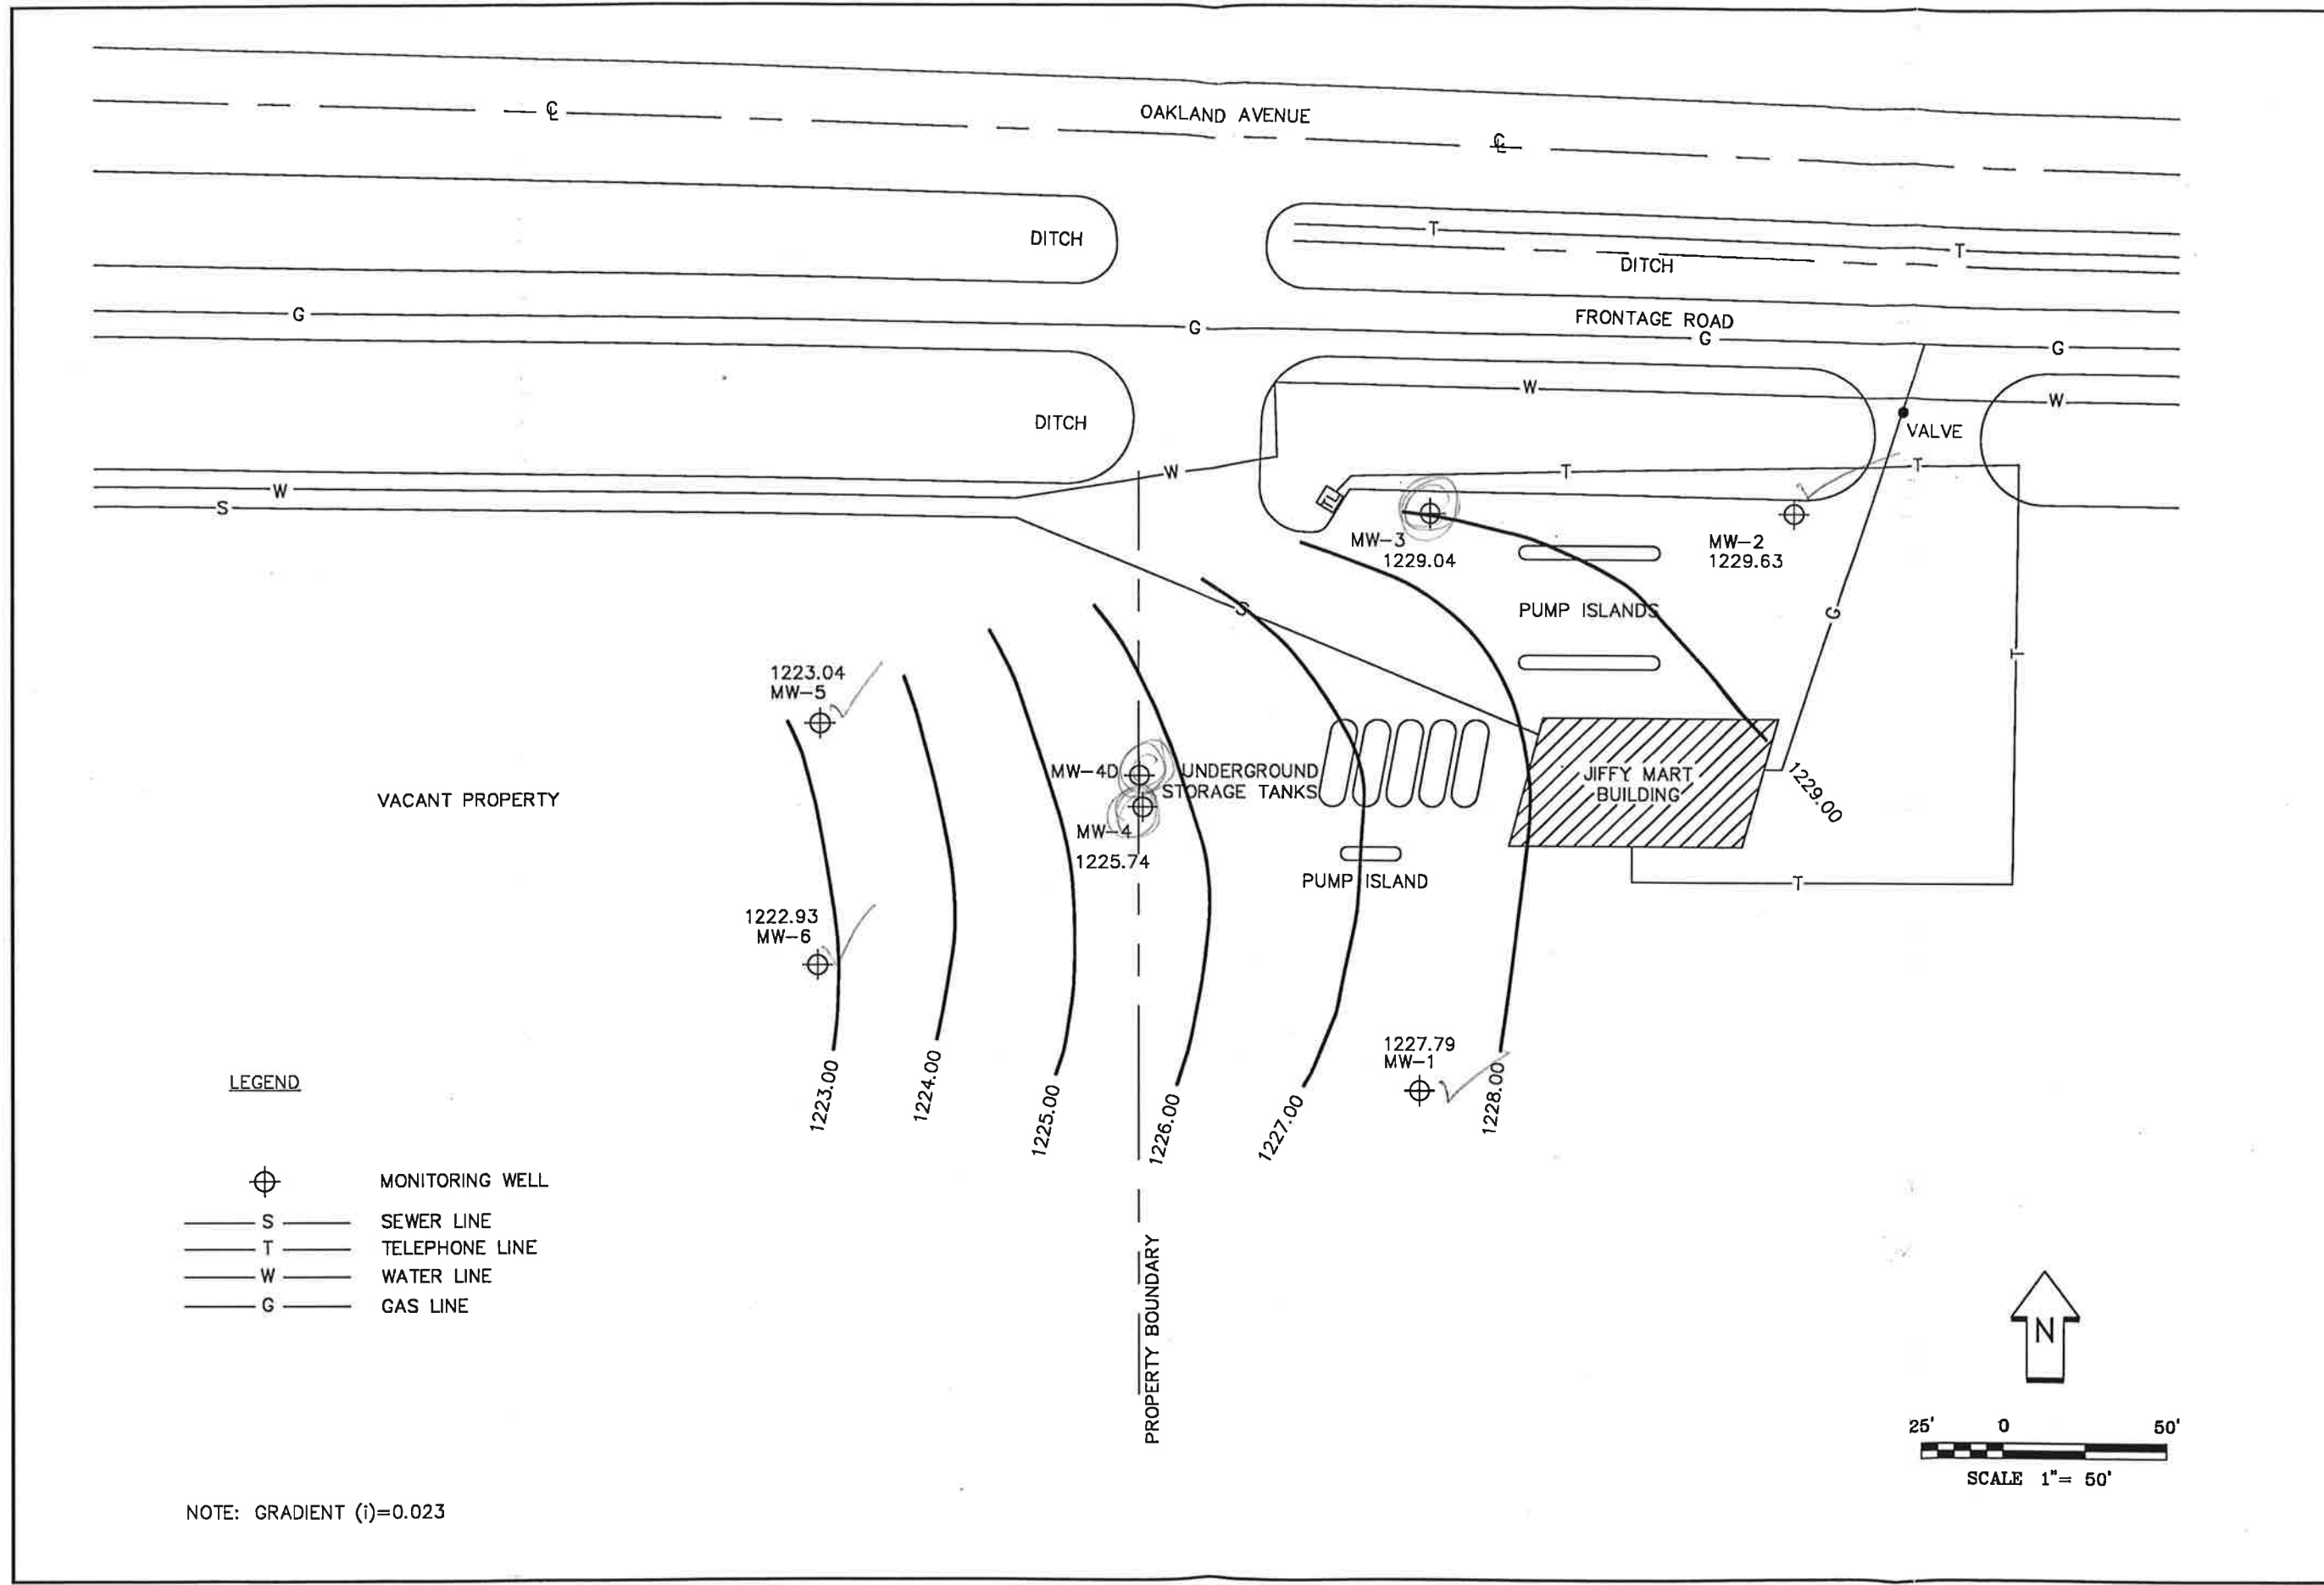 OAKLAND AVENUE
℄
℄
DITCH
T
T
DITCH
FRONTAGE ROAD
G
G
G
G
W
W
DITCH
VALVE
W
W
S
T
T
TL
MW-3
1229.04
MW-2
1229.63
S
PUMP ISLANDS
G
T
1223.04
MW-5
VACANT PROPERTY
MW-4D
UNDERGROUND
STORAGE TANKS
MW-4
1225.74
JIFFY MART
BUILDING
1229.00
PUMP ISLAND
T
1222.93
MW-6
1227.79
MW-1
1223.00
1224.00
1225.00
1226.00
1227.00
1228.00
LEGEND
MONITORING WELL
S SEWER LINE
T TELEPHONE LINE
W WATER LINE
G GAS LINE
PROPERTY BOUNDARY
N
25' 0 50'
SCALE 1"= 50'
NOTE: GRADIENT (i)=0.023